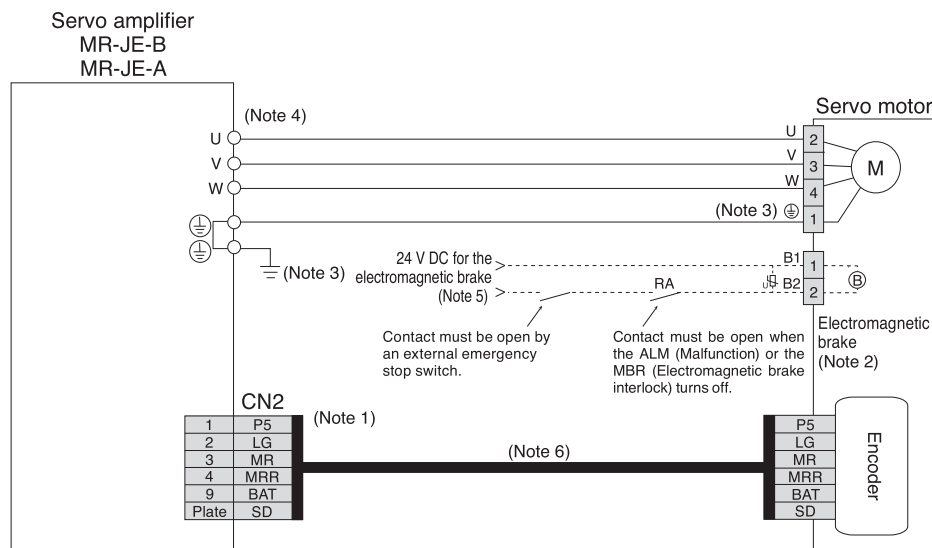 Servo amplifier
MR-JE-B
MR-JE-A
(Note 4)
Servo motor
U
V
W
U
V
W
2
3
4
1
M
(Note 3)
(Note 3)
24 V DC for the
electromagnetic brake
(Note 5)
RA
B1
B2
1
2
U
B
Contact must be open by
an external emergency
stop switch.
Contact must be open when
the ALM (Malfunction) or the
MBR (Electromagnetic brake
interlock) turns off.
Electromagnetic
brake
(Note 2)
CN2
(Note 1)
1 P5
2 LG
3 MR
4 MRR
9 BAT
Plate SD
(Note 6)
P5
LG
MR
MRR
BAT
SD
Encoder